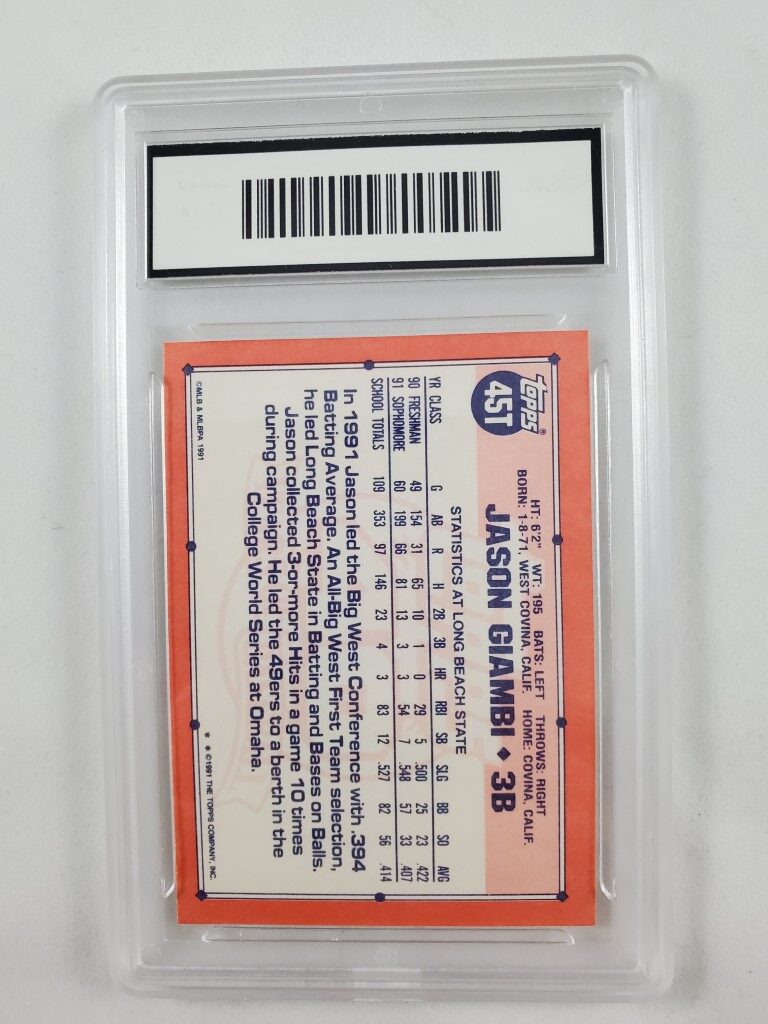 topps®
45T
HT: 6'2" WT: 195 BATS: LEFT THROWS: RIGHT
BORN: 1-8-71, WEST COVINA, CALIF. HOME: COVINA, CALIF.
JASON GIAMBI ♦ 3B
STATISTICS AT LONG BEACH STATE
YR CLASS G AB R H 2B 3B HR RBI SB SLG BB SO AVG
90 FRESHMAN 49 154 31 65 10 1 0 29 5 .500 25 23 .422
91 SOPHOMORE 60 199 66 81 13 3 3 54 7 .548 57 33 .407
SCHOOL TOTALS 109 353 97 146 23 4 3 83 12 .527 82 56 .414
In 1991 Jason led the Big West Conference with .394
Batting Average. An All-Big West First Team selection,
he led Long Beach State in Batting and Bases on Balls.
Jason collected 3-or-more Hits in a game 10 times
during campaign. He led the 49ers to a berth in the
College World Series at Omaha.
©MLB & MLBPA 1991
* * ©1991 THE TOPPS COMPANY, INC.